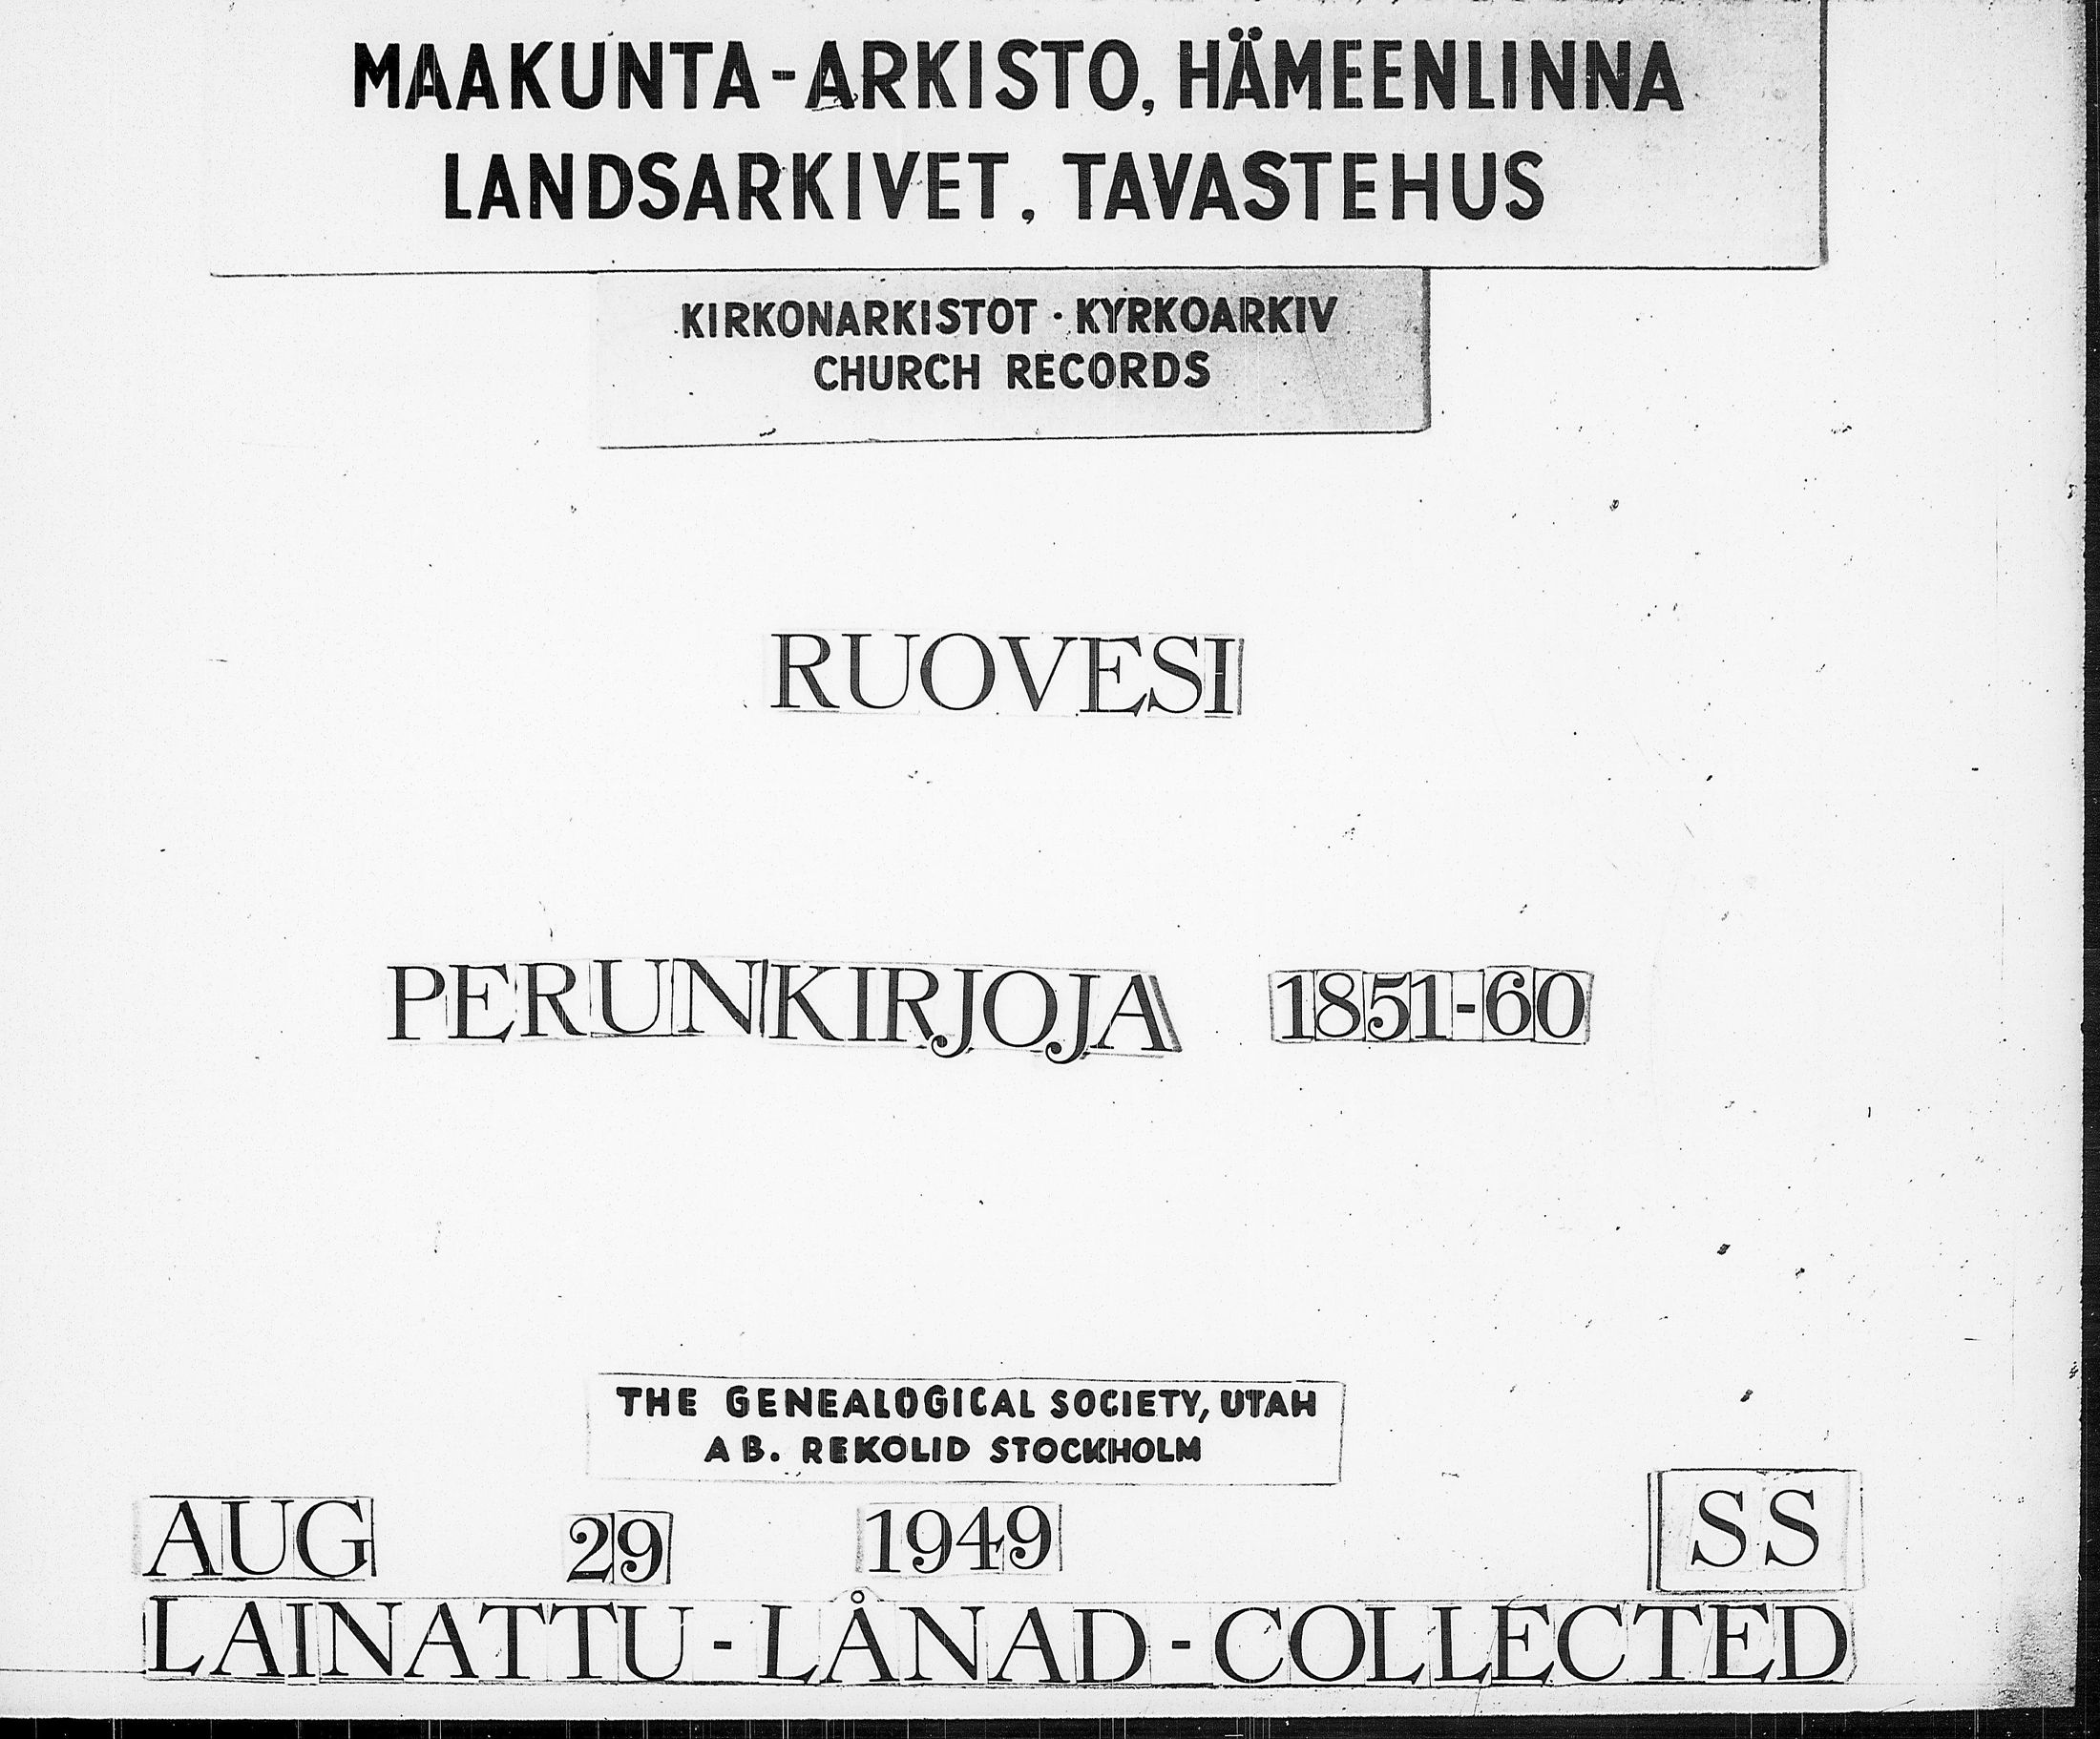 MAAKUNTA-ARKISTO, HÄMEENLINNA
LANDSARKIVET, TAVASTEHUS
KIRKONARKISTOT · KYRKOARKIV
CHURCH RECORDS
RUOVESI
PERUNKIRJOJA 1851-60
THE GENEALOGICAL SOCIETY, UTAH
AB. REKOLID STOCKHOLM
AUG 29 1949 SS
LAINATTU - LÅNAD - COLLECTED